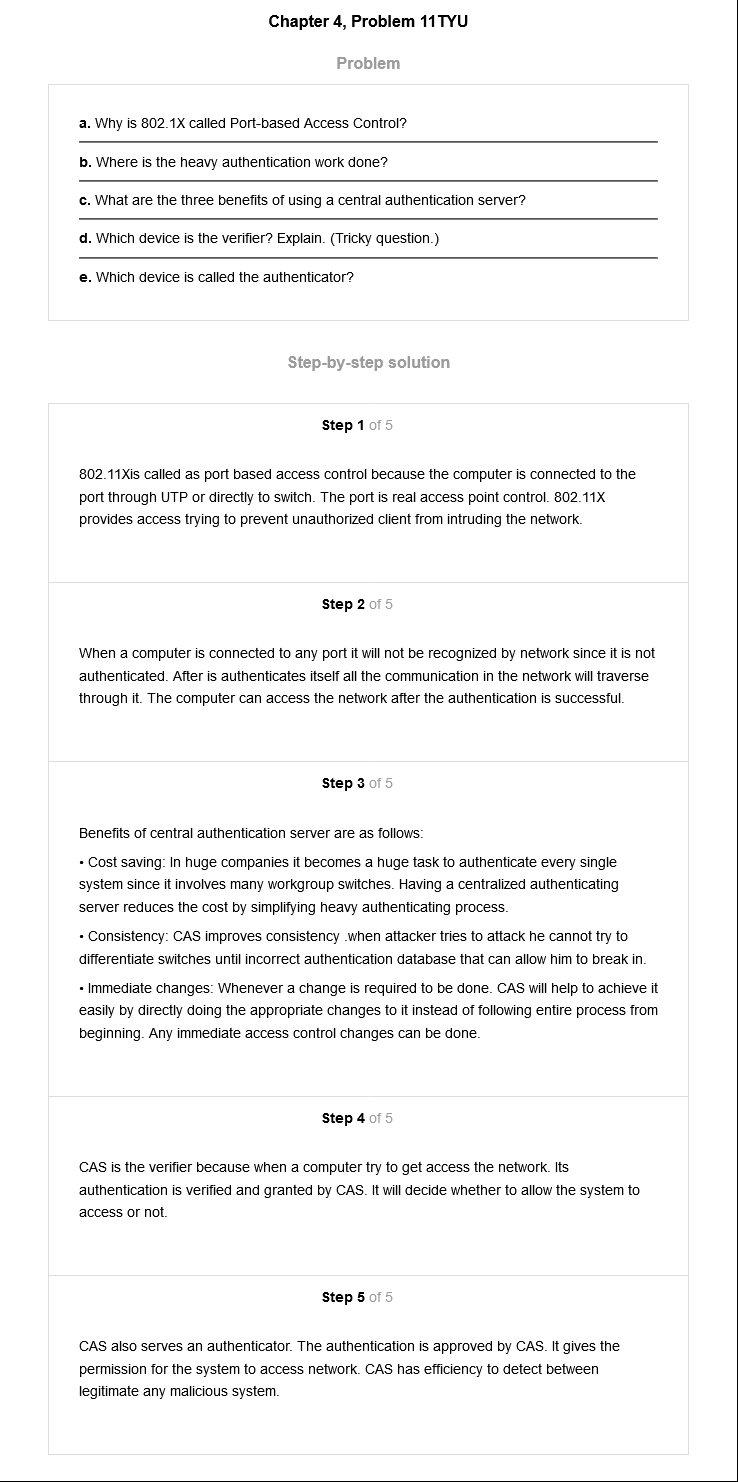 Chapter 4, Problem 11TYU
Problem
a. Why is 802.1X called Port-based Access Control?
b. Where is the heavy authentication work done?
c. What are the three benefits of using a central authentication server?
d. Which device is the verifier? Explain. (Tricky question.)
e. Which device is called the authenticator?
Step-by-step solution
Step 1 of 5
802.11Xis called as port based access control because the computer is connected to the
port through UTP or directly to switch. The port is real access point control. 802.11X
provides access trying to prevent unauthorized client from intruding the network.
Step 2 of 5
When a computer is connected to any port it will not be recognized by network since it is not
authenticated. After is authenticates itself all the communication in the network will traverse
through it. The computer can access the network after the authentication is successful.
Step 3 of 5
Benefits of central authentication server are as follows:
• Cost saving: In huge companies it becomes a huge task to authenticate every single
system since it involves many workgroup switches. Having a centralized authenticating
server reduces the cost by simplifying heavy authenticating process.
• Consistency: CAS improves consistency .when attacker tries to attack he cannot try to
differentiate switches until incorrect authentication database that can allow him to break in.
• Immediate changes: Whenever a change is required to be done. CAS will help to achieve it
easily by directly doing the appropriate changes to it instead of following entire process from
beginning. Any immediate access control changes can be done.
Step 4 of 5
CAS is the verifier because when a computer try to get access the network. Its
authentication is verified and granted by CAS. It will decide whether to allow the system to
access or not.
Step 5 of 5
CAS also serves an authenticator. The authentication is approved by CAS. It gives the
permission for the system to access network. CAS has efficiency to detect between
legitimate any malicious system.